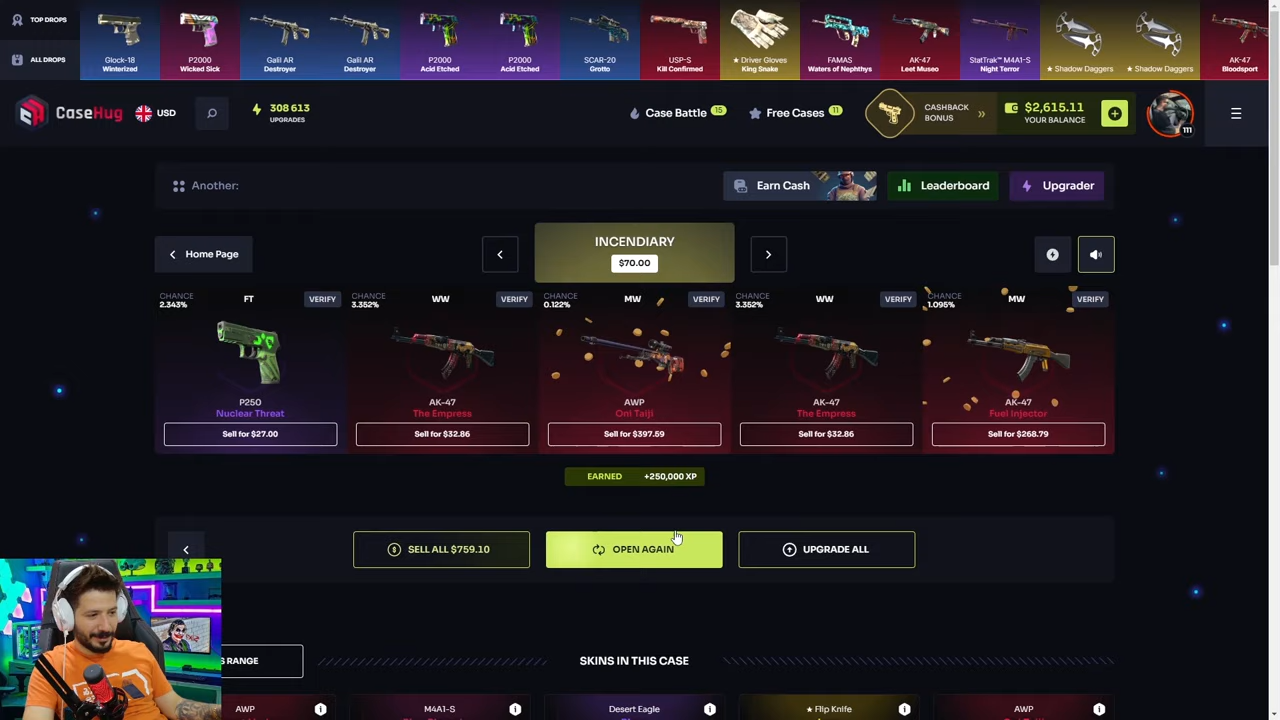 TOP DROPS
ALL DROPS
Glock-18
Winterized
P2000
Wicked Sick
Galil AR
Destroyer
Galil AR
Destroyer
P2000
Acid Etched
P2000
Acid Etched
SCAR-20
Grotto
USP-S
Kill Confirmed
★ Driver Gloves
King Snake
FAMAS
Waters of Nephthys
AK-47
Leet Museo
StatTrak™ M4A1-S
Night Terror
★ Shadow Daggers
★ Shadow Daggers
AK-47
Bloodsport
CaseHug
USD
308 613
UPGRADES
Case Battle 15
Free Cases 11
CASHBACK
BONUS
$2,615.11
YOUR BALANCE
111
Another:
Earn Cash
Leaderboard
Upgrader
Home Page
INCENDIARY
$70.00
CHANCE
2.343%
FT
VERIFY
P250
Nuclear Threat
Sell for $27.00
CHANCE
3.352%
WW
VERIFY
AK-47
The Empress
Sell for $32.86
CHANCE
0.122%
MW
VERIFY
AWP
Oni Taiji
Sell for $397.59
CHANCE
3.352%
WW
VERIFY
AK-47
The Empress
Sell for $32.86
CHANCE
1.095%
MW
VERIFY
AK-47
Fuel Injector
Sell for $268.79
EARNED +250,000 XP
SELL ALL $759.10
OPEN AGAIN
UPGRADE ALL
RANGE
SKINS IN THIS CASE
AWP
M4A1-S
Desert Eagle
★ Flip Knife
AWP